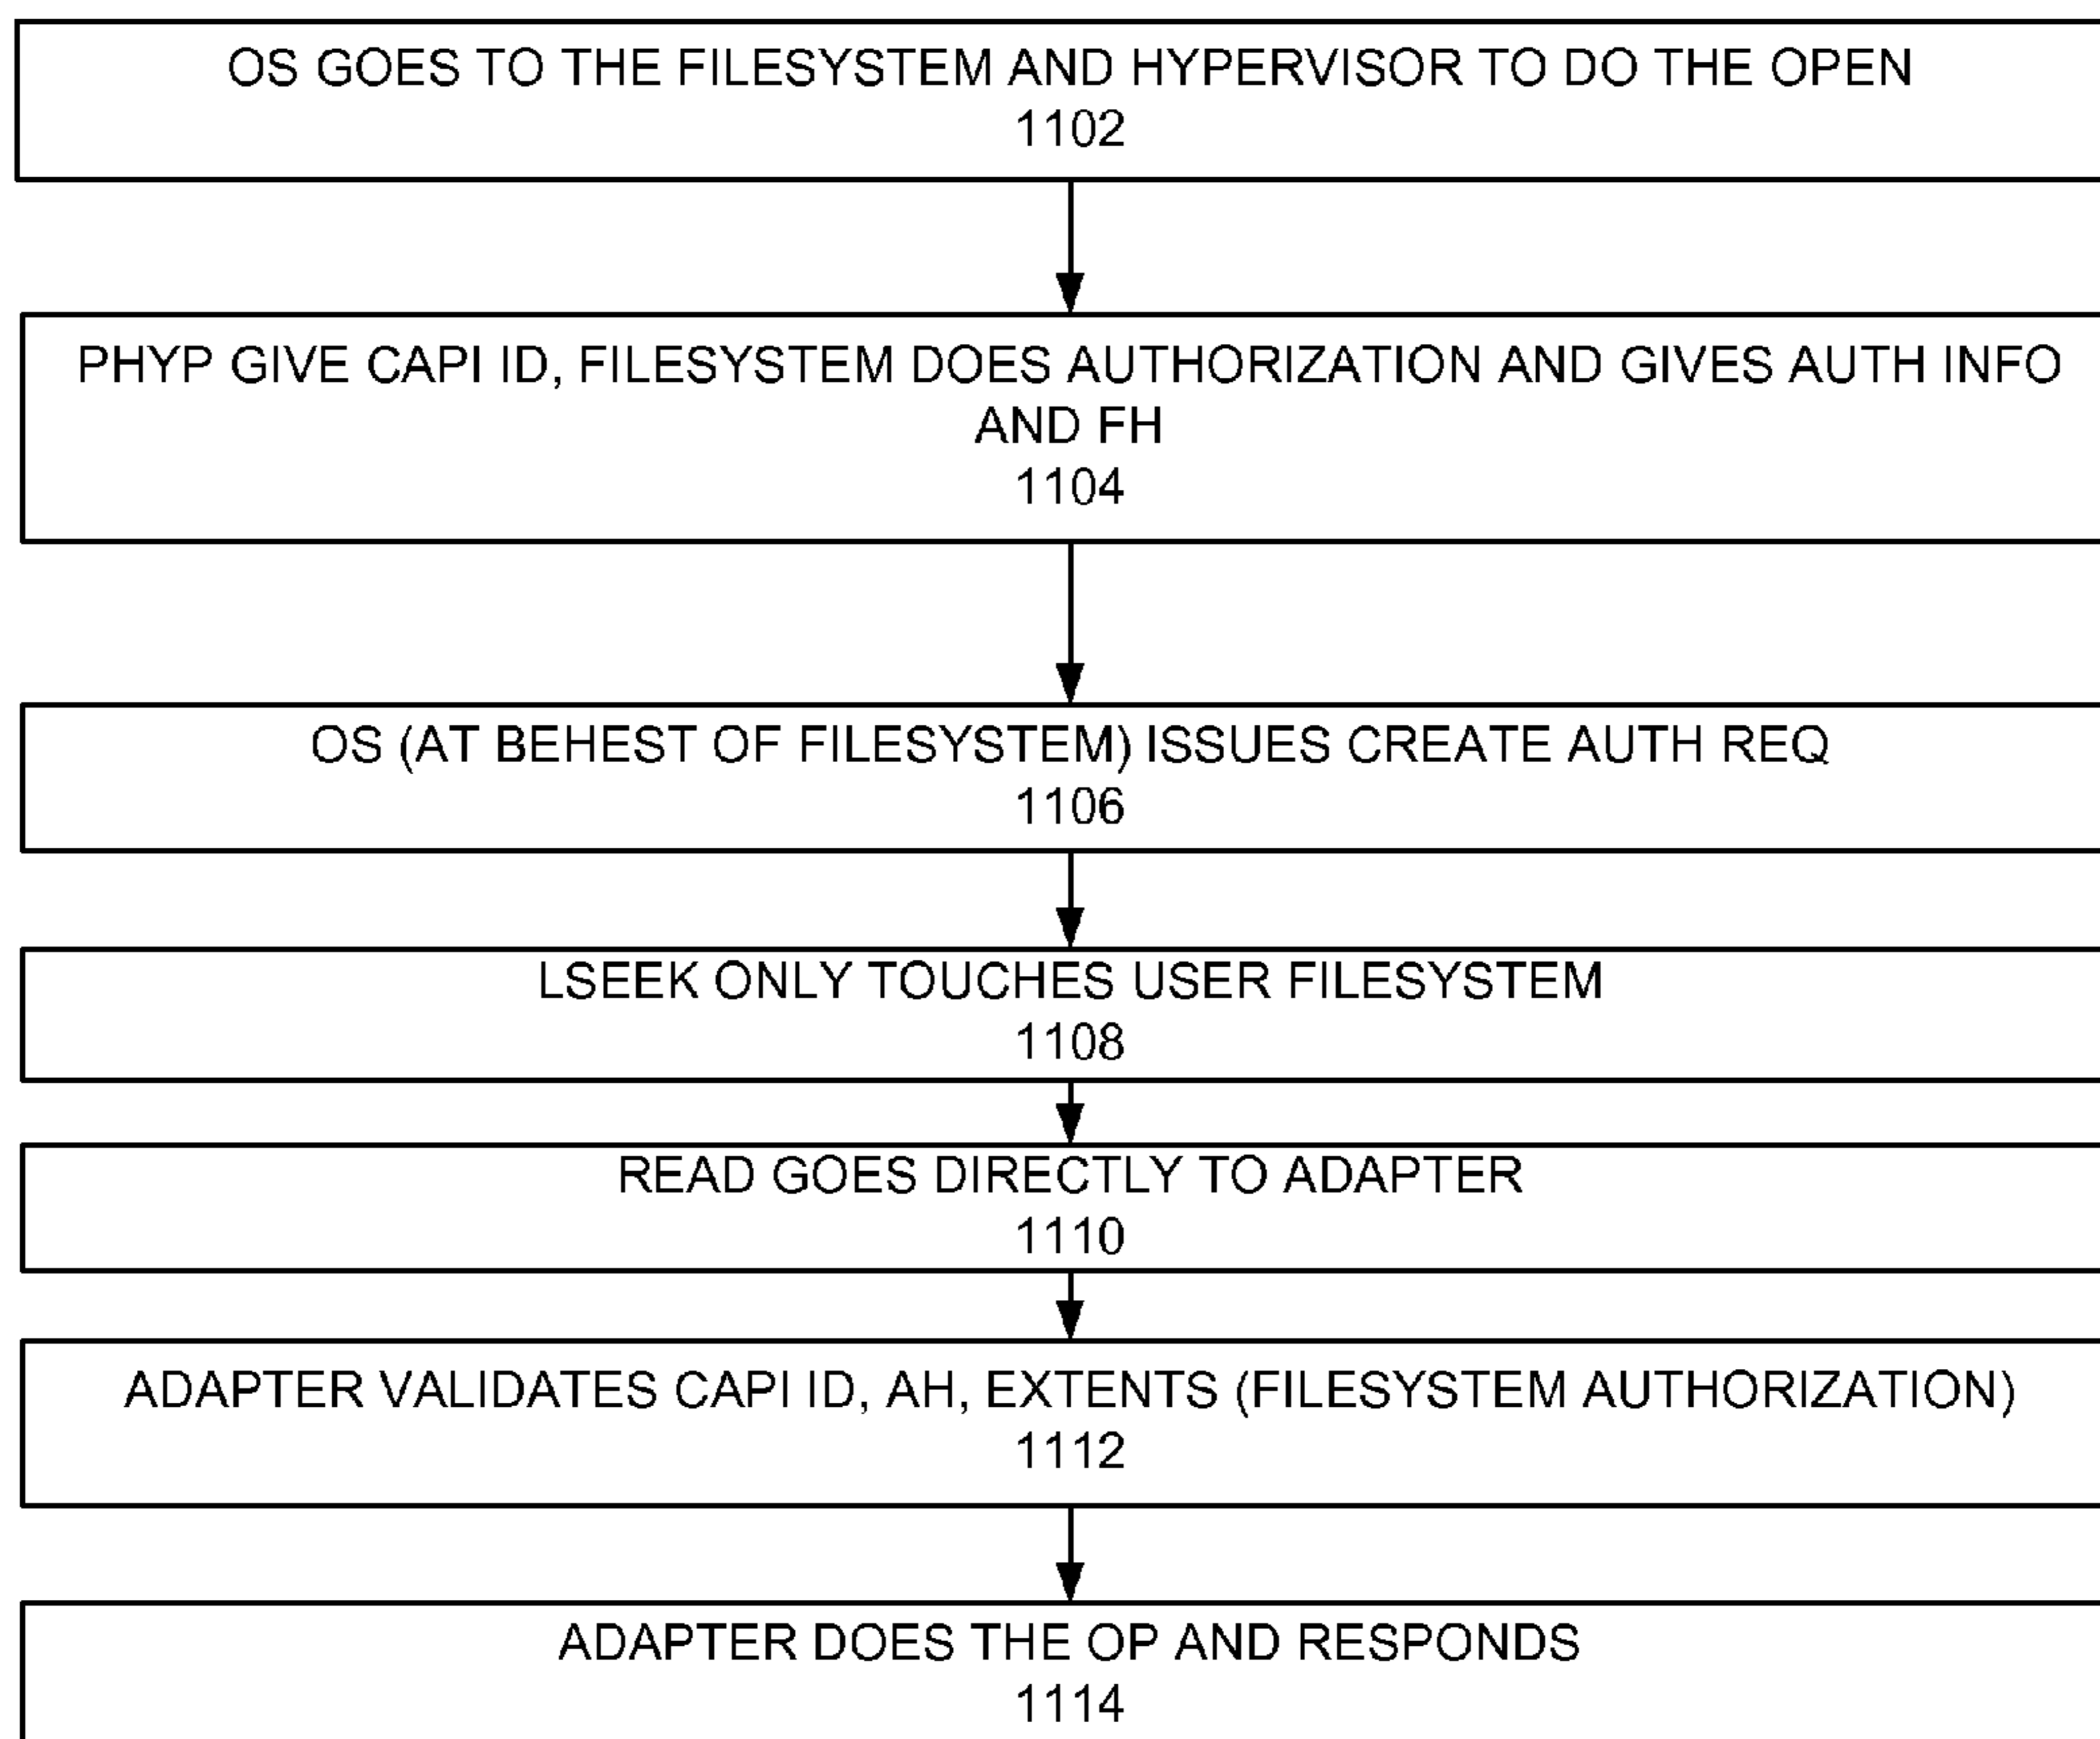 OS GOES TO THE FILESYSTEM AND HYPERVISOR TO DO THE OPEN
1102
PHYP GIVE CAPI ID, FILESYSTEM DOES AUTHORIZATION AND GIVES AUTH INFO
AND FH
1104
OS (AT BEHEST OF FILESYSTEM) ISSUES CREATE AUTH REQ
1106
LSEEK ONLY TOUCHES USER FILESYSTEM
1108
READ GOES DIRECTLY TO ADAPTER
1110
ADAPTER VALIDATES CAPI ID, AH, EXTENTS (FILESYSTEM AUTHORIZATION)
1112
ADAPTER DOES THE OP AND RESPONDS
1114